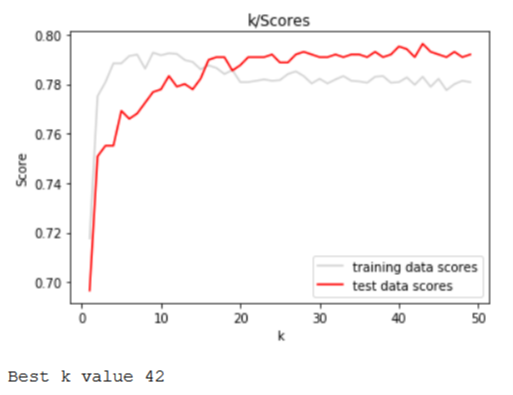 k/Scores
0.80
0.78
0.76
0.74
0.72
0.70
Score
training data scores
test data scores
0 10 20 30 40 50
k
Best k value 42